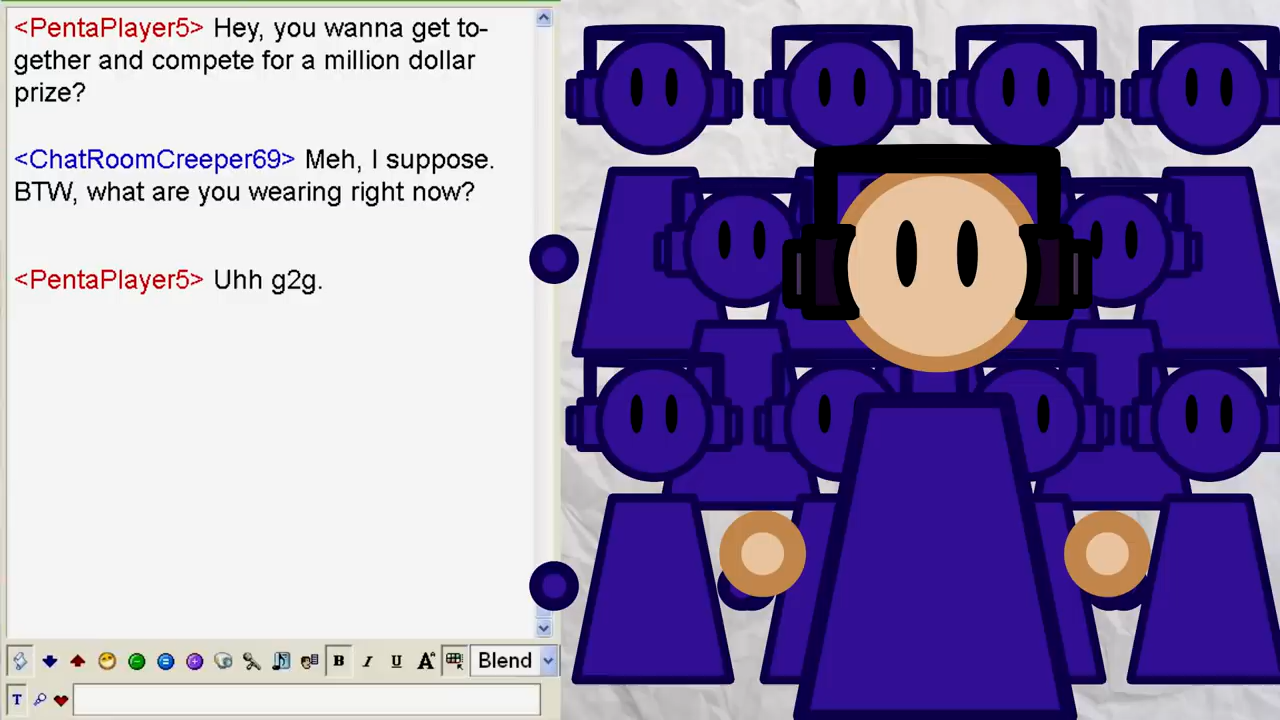 <PentaPlayer5> Hey, you wanna get to-
gether and compete for a million dollar
prize?
<ChatRoomCreeper69> Meh, I suppose.
BTW, what are you wearing right now?
<PentaPlayer5> Uhh g2g.
B I U A Blend
T